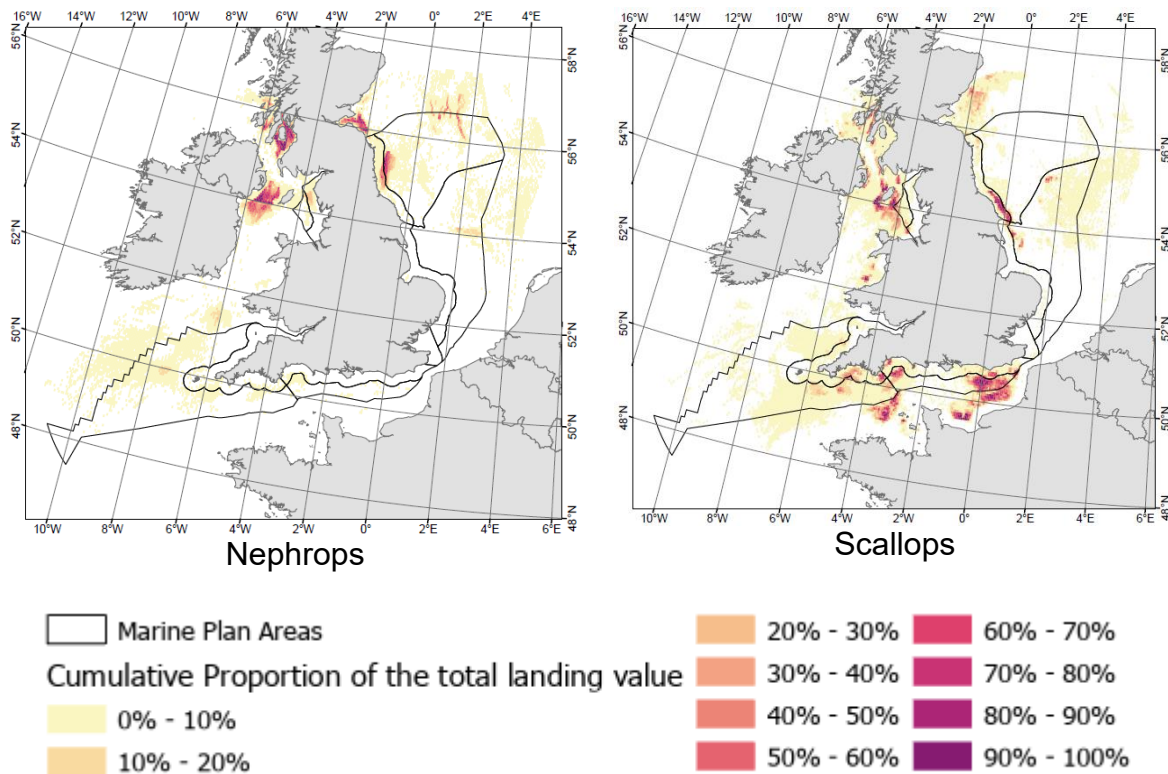 16°W 14°W 12°W 10°W 8°W 6°W 4°W 2°W 0° 2°E 4°E
16°W 14°W 12°W 10°W 8°W 6°W 4°W 2°W 0° 2°E 4°E
56°N 58°N 56°N 58°N
54°N 56°N 54°N 56°N
52°N 54°N 52°N 54°N
50°N 52°N 50°N 52°N
48°N 50°N 48°N 50°N
48°N 48°N
10°W 8°W 6°W 4°W 2°W 0° 2°E 4°E 6°E
10°W 8°W 6°W 4°W 2°W 0° 2°E 4°E 6°E
Nephrops
Scallops
Marine Plan Areas
Cumulative Proportion of the total landing value
0% - 10%
10% - 20%
20% - 30%
30% - 40%
40% - 50%
50% - 60%
60% - 70%
70% - 80%
80% - 90%
90% - 100%